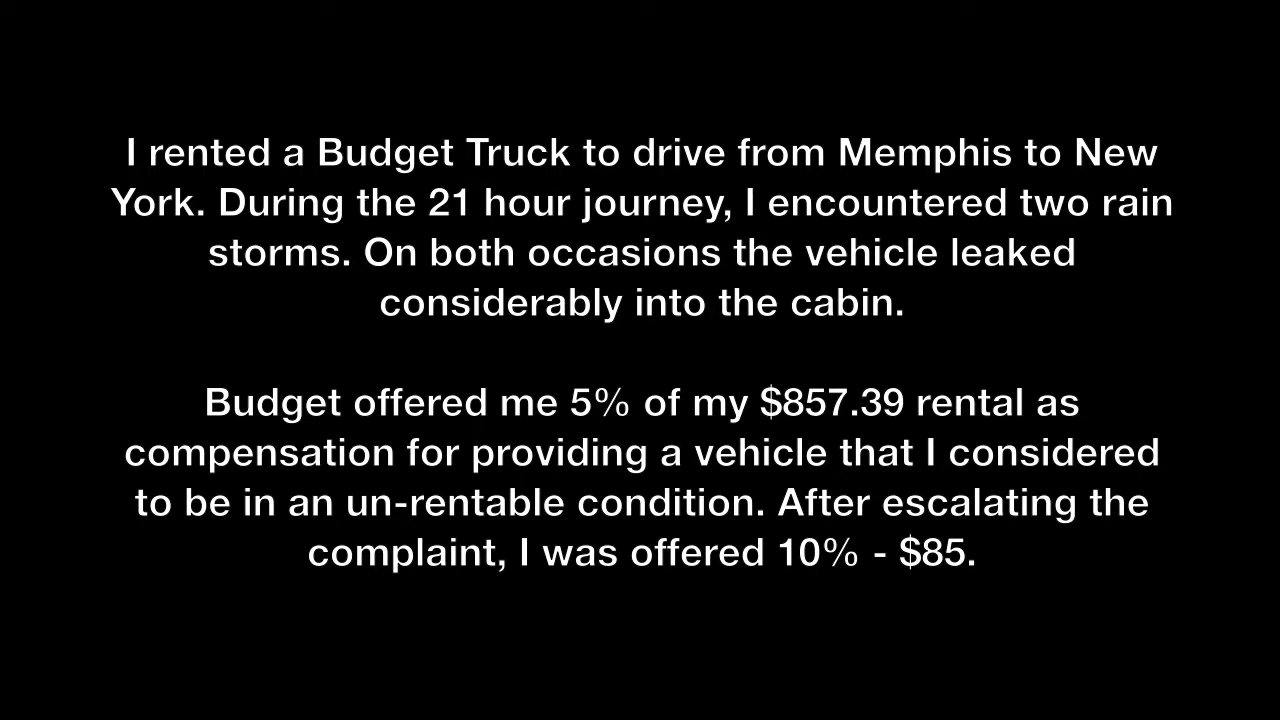 I rented a Budget Truck to drive from Memphis to New
York. During the 21 hour journey, I encountered two rain
storms. On both occasions the vehicle leaked
considerably into the cabin.
Budget offered me 5% of my $857.39 rental as
compensation for providing a vehicle that I considered
to be in an un-rentable condition. After escalating the
complaint, I was offered 10% - $85.